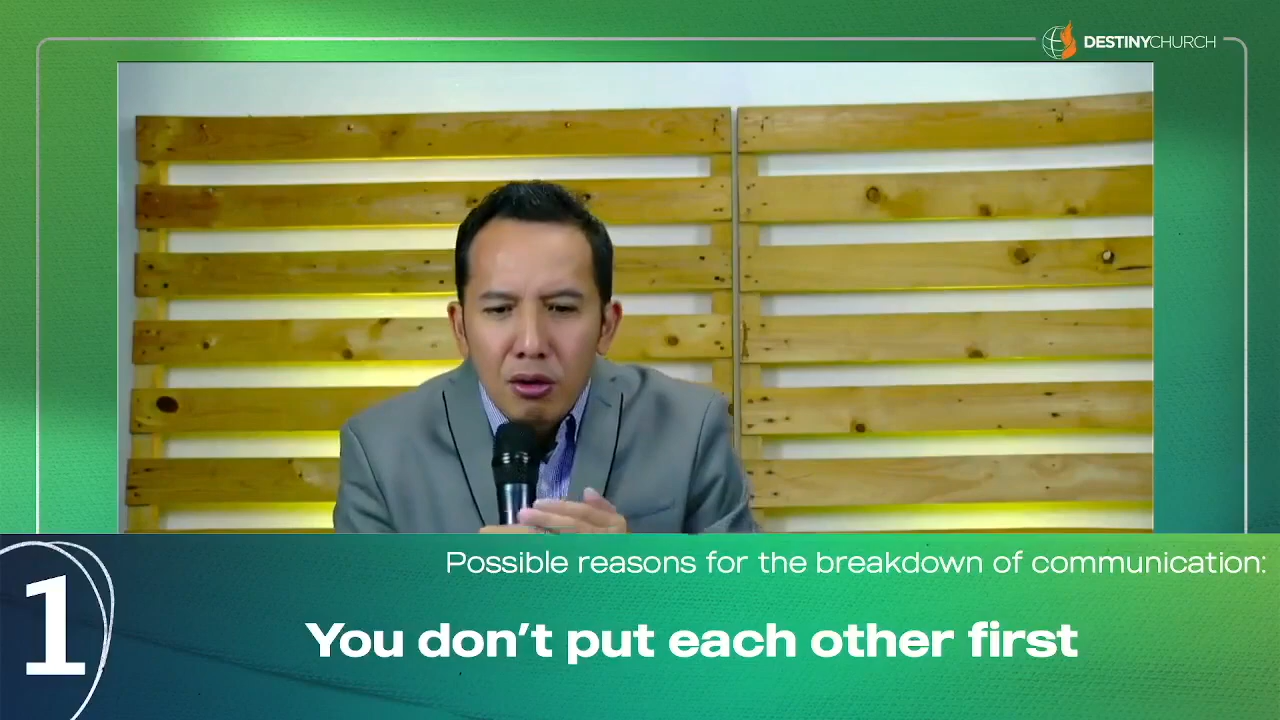 DESTINYCHURCH
Possible reasons for the breakdown of communication:
1
You don't put each other first